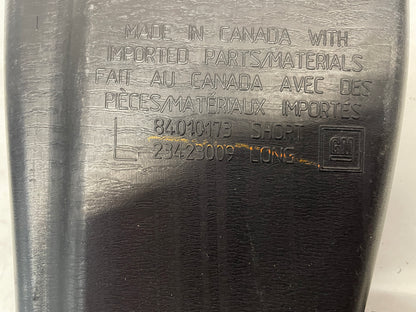 MADE IN CANADA WITH
IMPORTED PARTS/MATERIALS
FAIT AU CANADA AVEC DES
PIÈCES/MATÉRIAUX IMPORTÉS
L 84010173 SHORT
23423009 LONG
GM